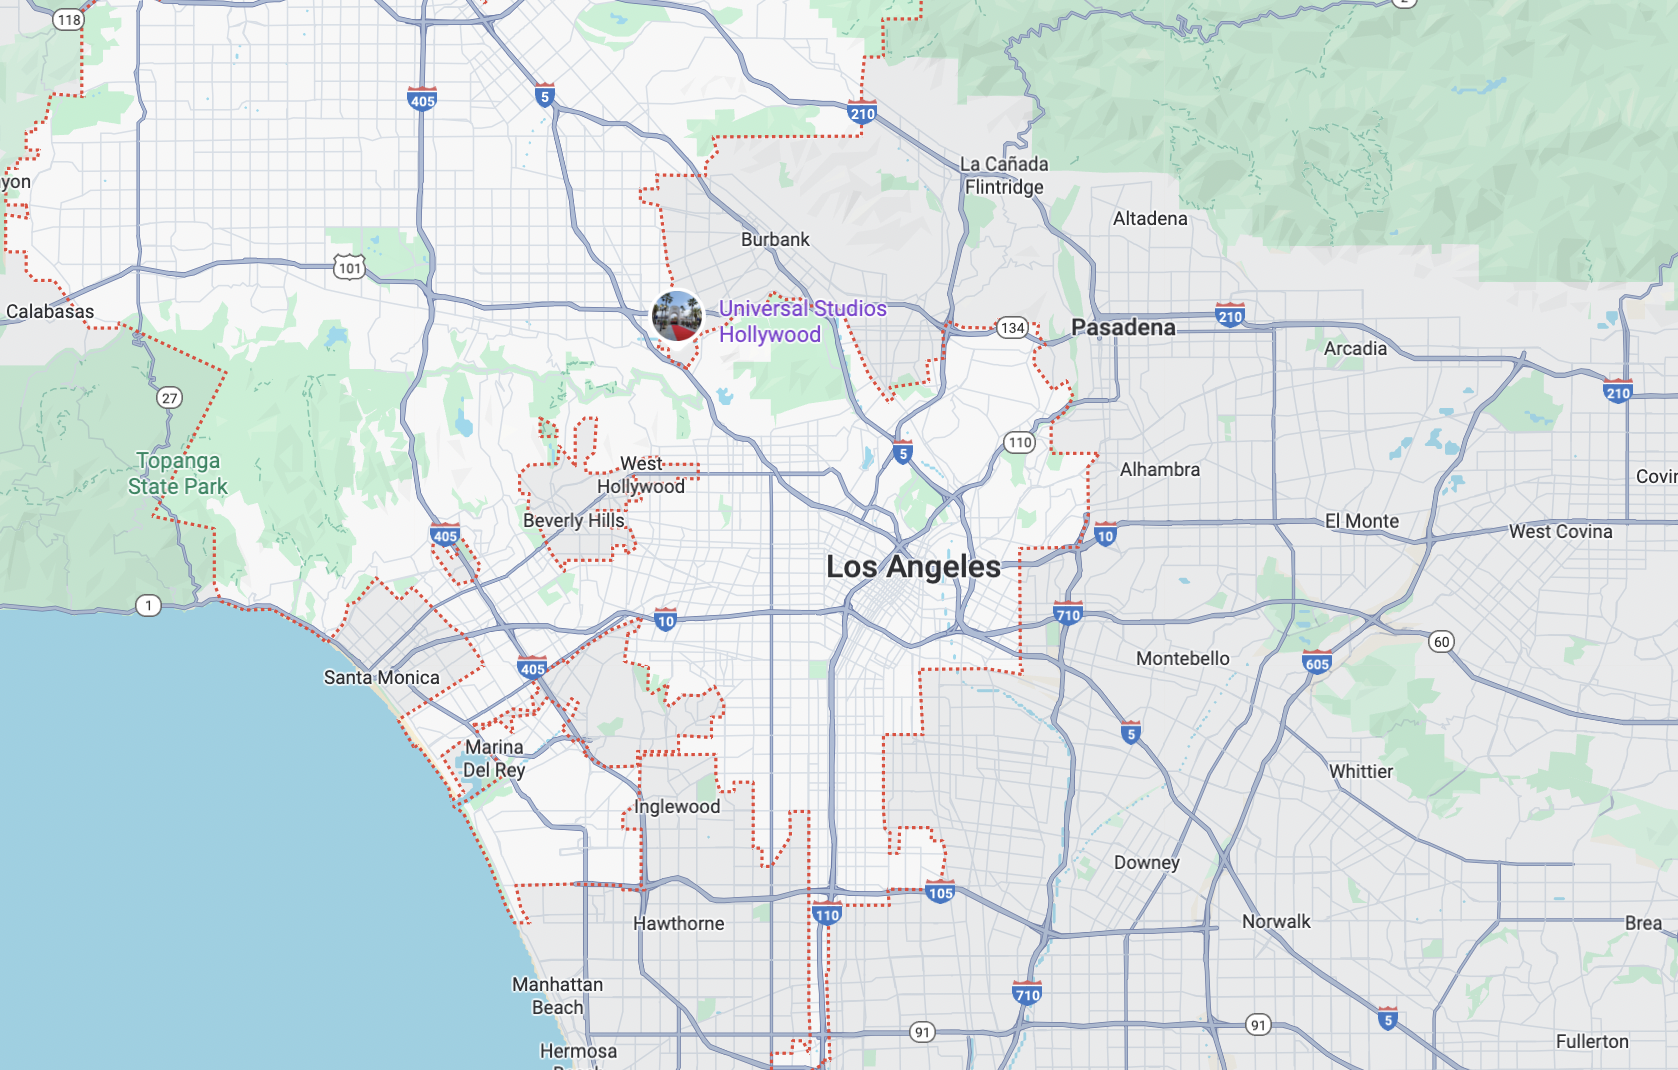 2
118
405
5
210
La Cañada
Flintridge
yon
Altadena
Burbank
101
Calabasas
Universal Studios
Hollywood
134
Pasadena
210
Arcadia
27
210
110
5
West
Hollywood
Topanga
State Park
Alhambra
Covin
Beverly Hills
El Monte
West Covina
405
10
Los Angeles
1
10
710
60
405
605
Santa Monica
Montebello
5
Marina
Del Rey
Whittier
Inglewood
Downey
105
110
Hawthorne
Norwalk
Brea
Manhattan
Beach
710
5
91
91
Hermosa
Fullerton